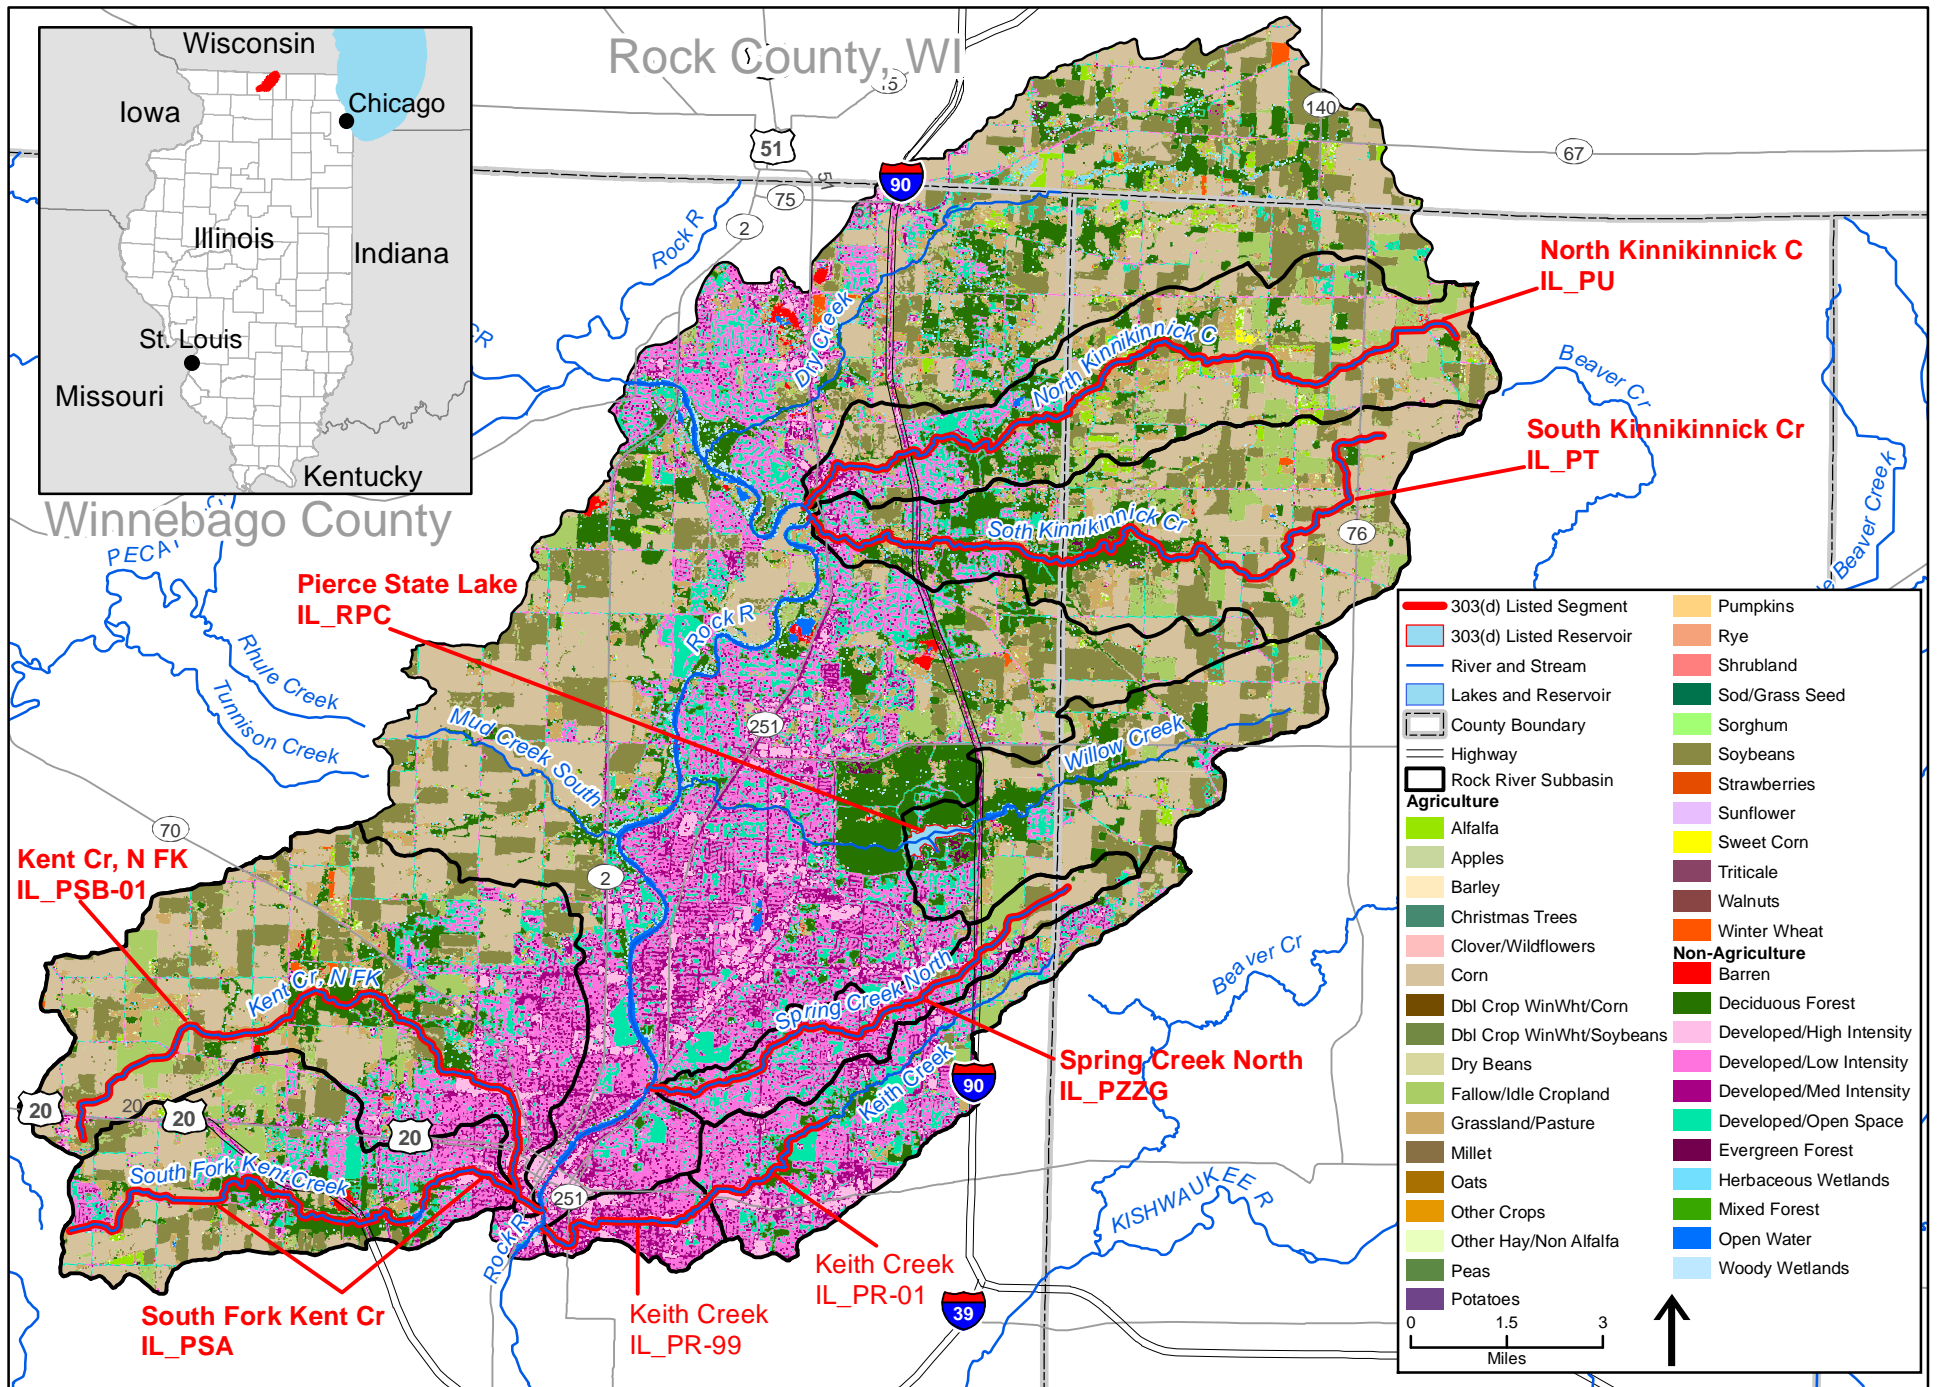 Wisconsin
Iowa
Chicago
Illinois
Indiana
St. Louis
Missouri
Kentucky
Rock County, WI
Winnebago County
15
51
51
75
2
90
140
67
Rock R
CR
Dry Creek
North Kinnikinnick C
IL_PU
North Kinnikinnick C
Beaver Cr
South Kinnikinnick Cr
IL_PT
Soth Kinnikinnick Cr
76
le Beaver Creek
PECAT
Rhule Creek
Tunnison Creek
Pierce State Lake
IL_RPC
Rock R
251
Mud Creek South
Willow Creek
70
2
Kent Cr, N FK
IL_PSB-01
Kent Cr, N FK
Spring Creek North
Spring Creek North
IL_PZZG
Keith Creek
Beaver Cr
90
20
20
20
20
South Fork Kent Creek
251
Rock R
KISHWAUKEE R
South Fork Kent Cr
IL_PSA
Keith Creek
IL_PR-99
Keith Creek
IL_PR-01
39
303(d) Listed Segment
303(d) Listed Reservoir
River and Stream
Lakes and Reservoir
County Boundary
Highway
Rock River Subbasin
Agriculture
Alfalfa
Apples
Barley
Christmas Trees
Clover/Wildflowers
Corn
Dbl Crop WinWht/Corn
Dbl Crop WinWht/Soybeans
Dry Beans
Fallow/Idle Cropland
Grassland/Pasture
Millet
Oats
Other Crops
Other Hay/Non Alfalfa
Peas
Potatoes
Pumpkins
Rye
Shrubland
Sod/Grass Seed
Sorghum
Soybeans
Strawberries
Sunflower
Sweet Corn
Triticale
Walnuts
Winter Wheat
Non-Agriculture
Barren
Deciduous Forest
Developed/High Intensity
Developed/Low Intensity
Developed/Med Intensity
Developed/Open Space
Evergreen Forest
Herbaceous Wetlands
Mixed Forest
Open Water
Woody Wetlands
0 1.5 3
Miles